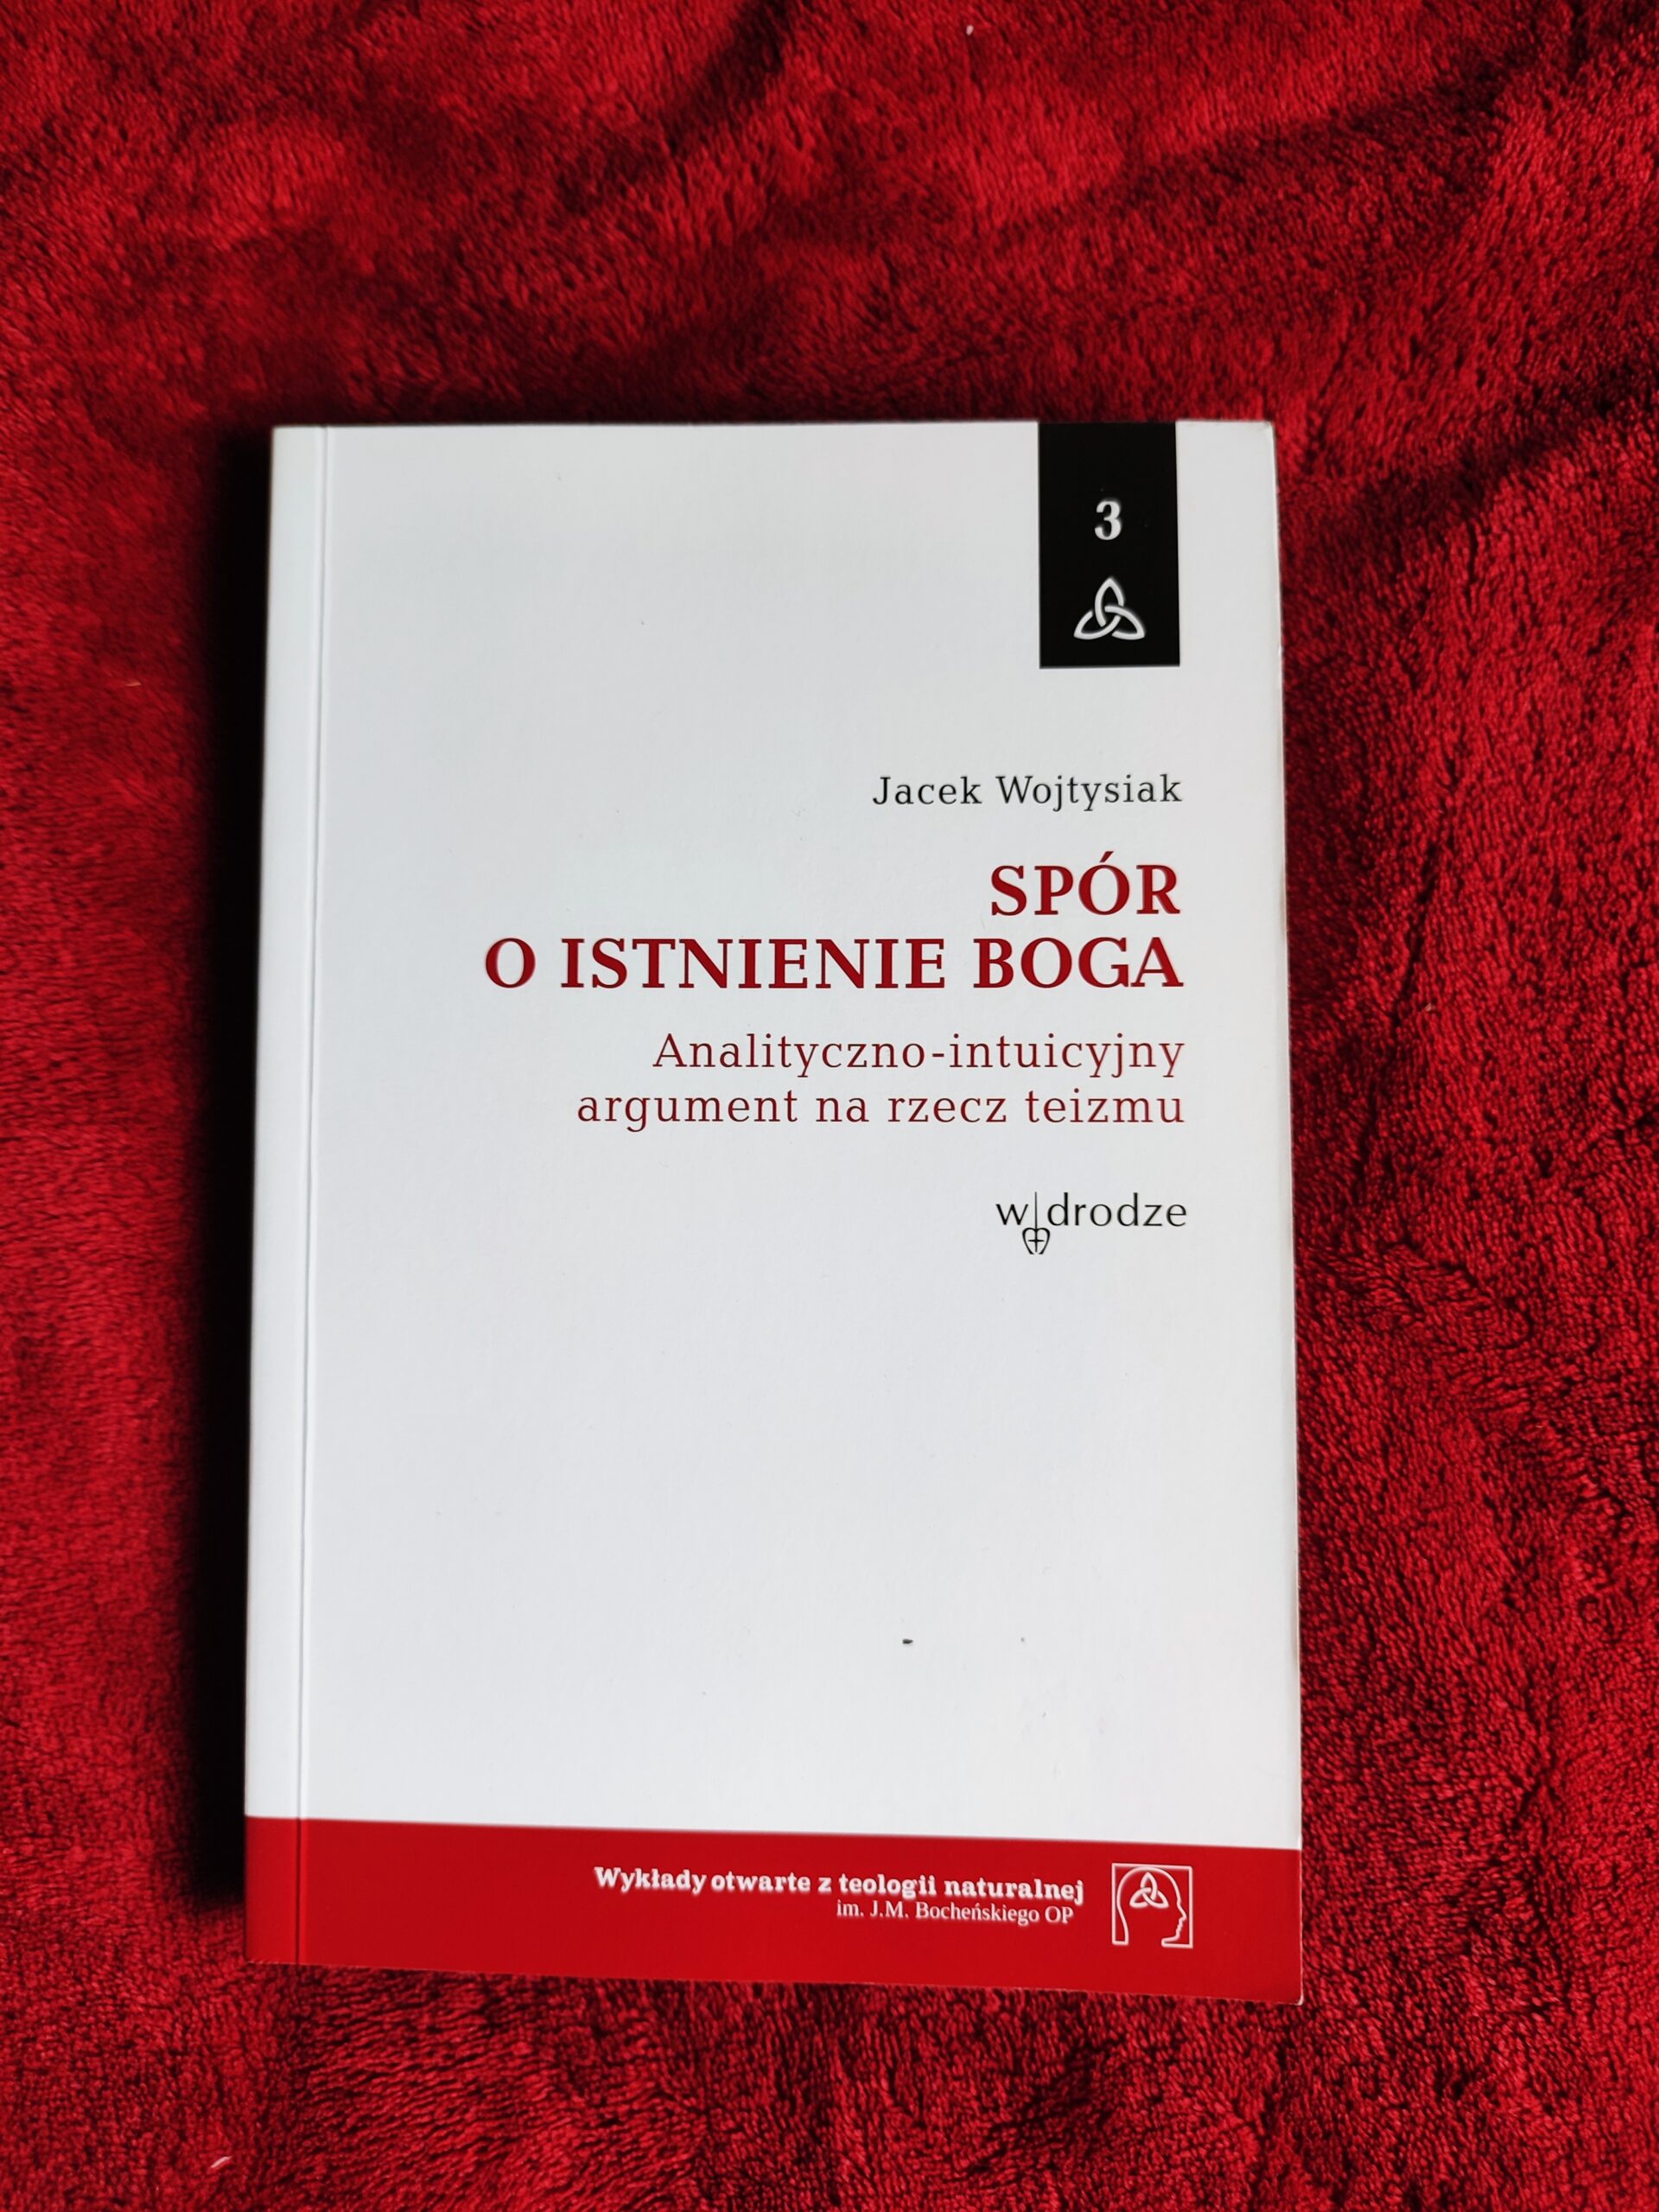 3
Jacek Wojtysiak
SPÓR
O ISTNIENIE BOGA
Analityczno-intuicyjny
argument na rzecz teizmu
w drodze
Wykłady otwarte z teologii naturalnej
im. J.M. Bocheńskiego OP